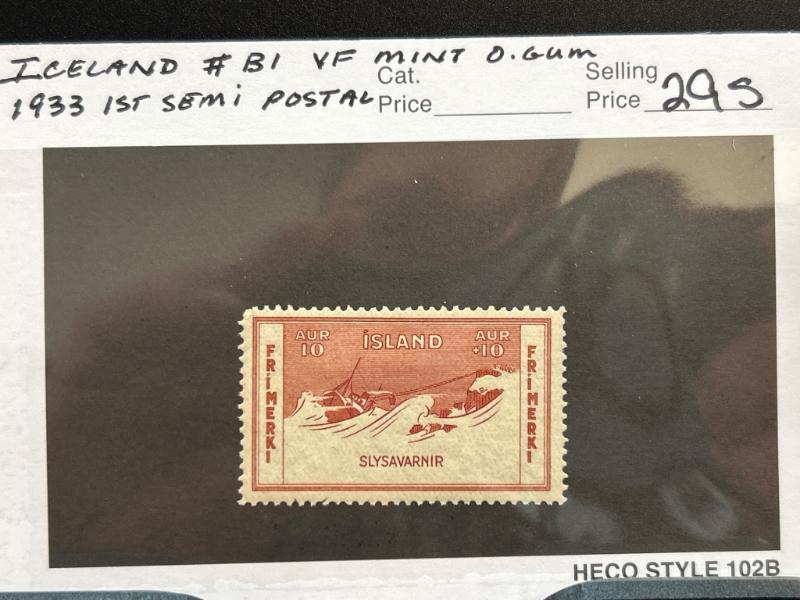 ICELAND # B1 VF MINT O.GUM
1933 1ST SEMI POSTAL
Cat. Price
Selling Price 295
AUR 10
ÍSLAND
AUR +10
FRÍMERKI
FRÍMERKI
SLYSAVARNIR
HECO STYLE 102B